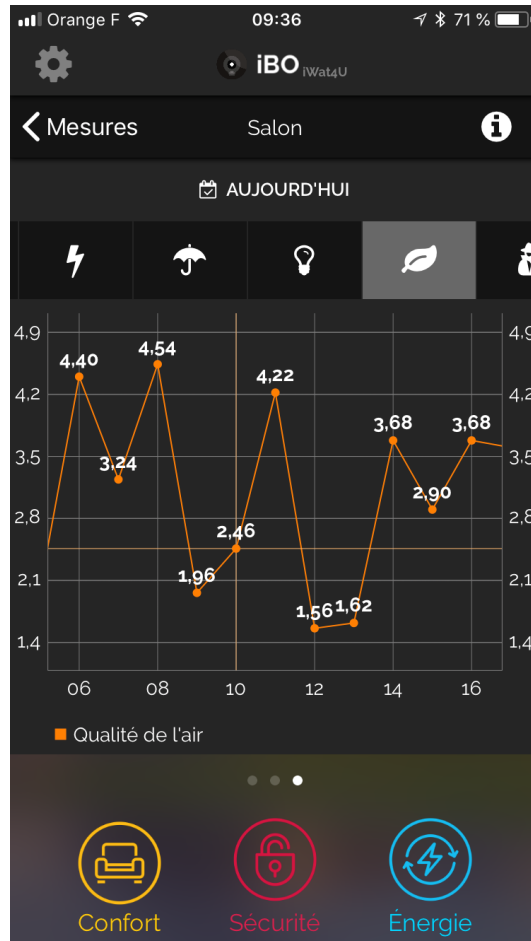 Orange F 09:36 71 %
iBO iWat4U
Mesures Salon
AUJOURD'HUI
4,9 4,9
4,54
4,40
4,22
4,2 4,2
3,68 3,68
3,5 3,24 3,5
2,90
2,8 2,8
2,46
2,1 1,96 2,1
1,56 1,62
1,4 1,4
06 08 10 12 14 16
Qualité de l'air
Confort Sécurité Énergie